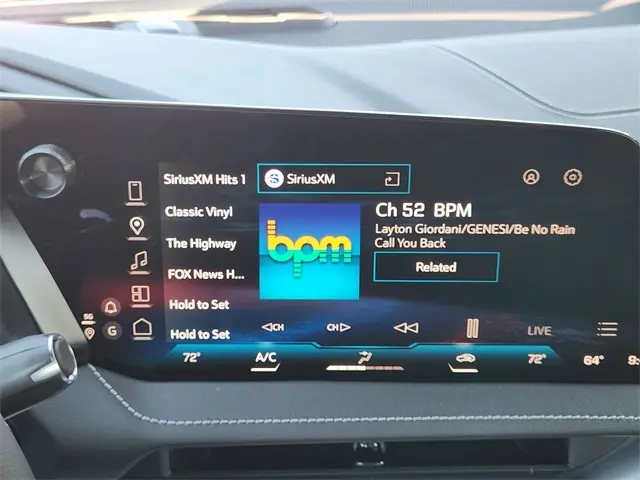 SiriusXM Hits 1
SiriusXM
Classic Vinyl
The Highway
FOX News H...
Hold to Set
Hold to Set
bpm
Ch 52 BPM
Layton Giordani/GENESI/Be No Rain
Call You Back
Related
5G
G
CH
CH
LIVE
72°
A/C
72°
64°